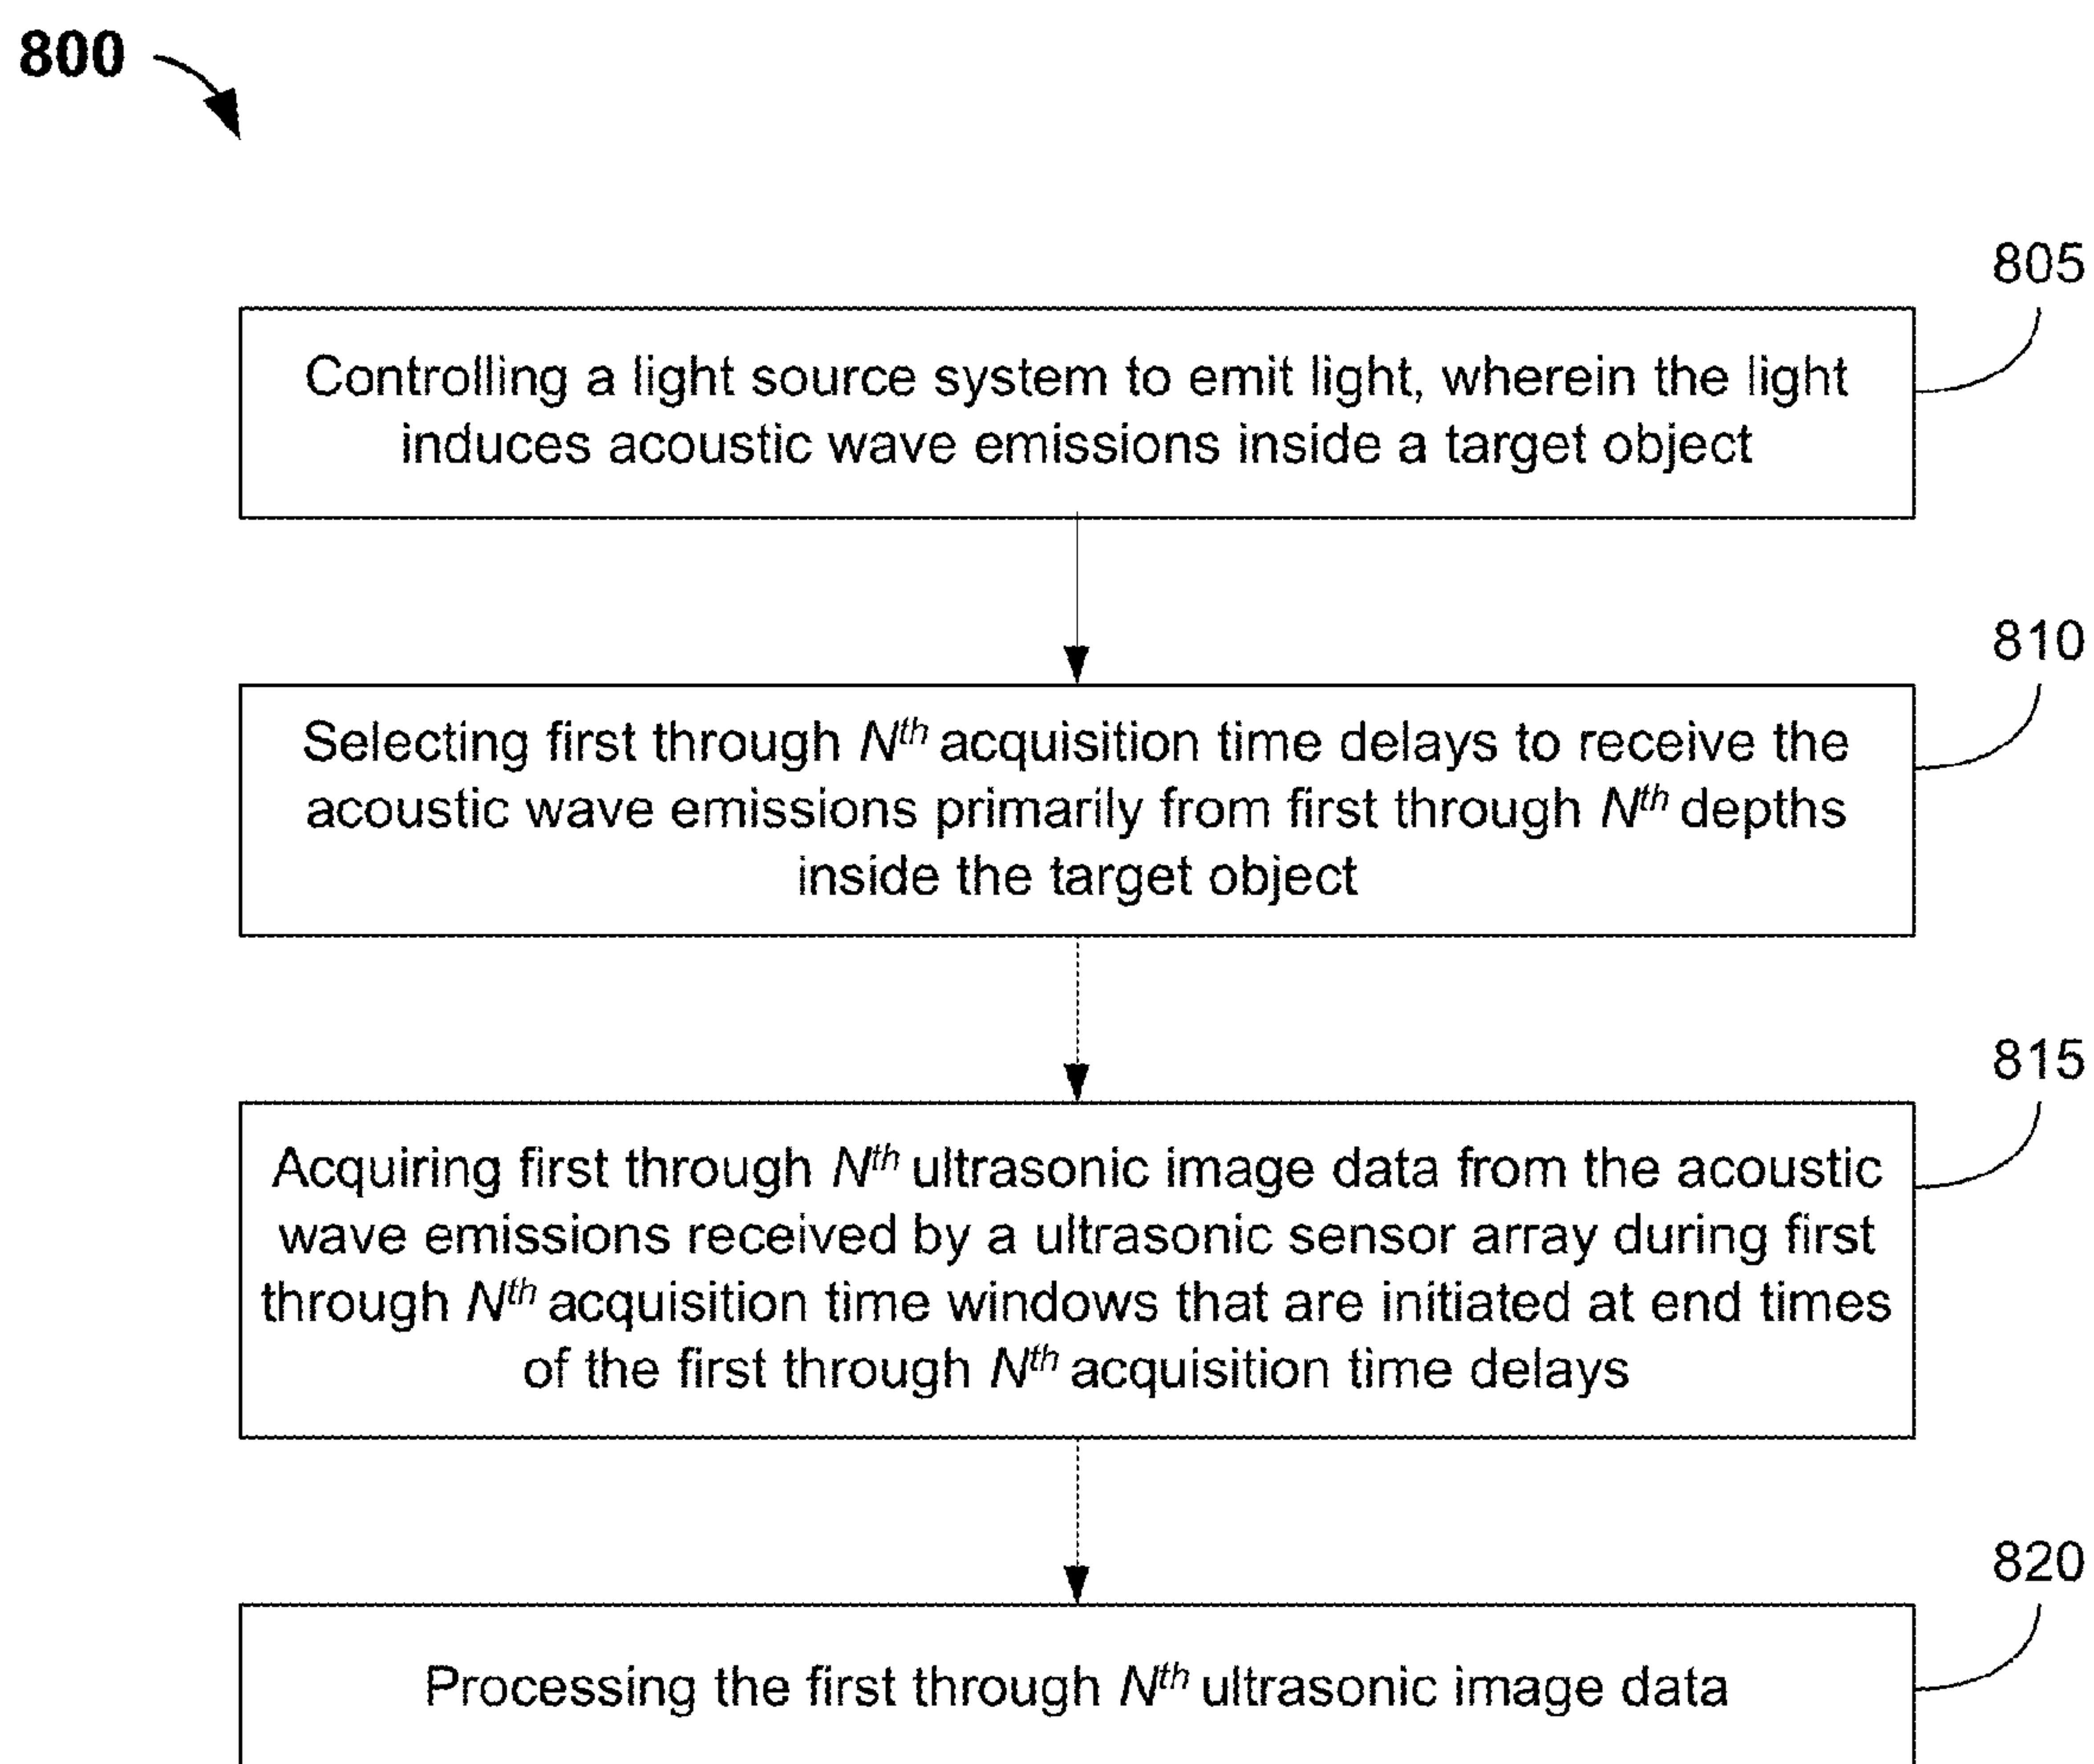 800
805
Controlling a light source system to emit light, wherein the light
induces acoustic wave emissions inside a target object
810
Selecting first through Nth acquisition time delays to receive the
acoustic wave emissions primarily from first through Nth depths
inside the target object
815
Acquiring first through Nth ultrasonic image data from the acoustic
wave emissions received by a ultrasonic sensor array during first
through Nth acquisition time windows that are initiated at end times
of the first through Nth acquisition time delays
820
Processing the first through Nth ultrasonic image data